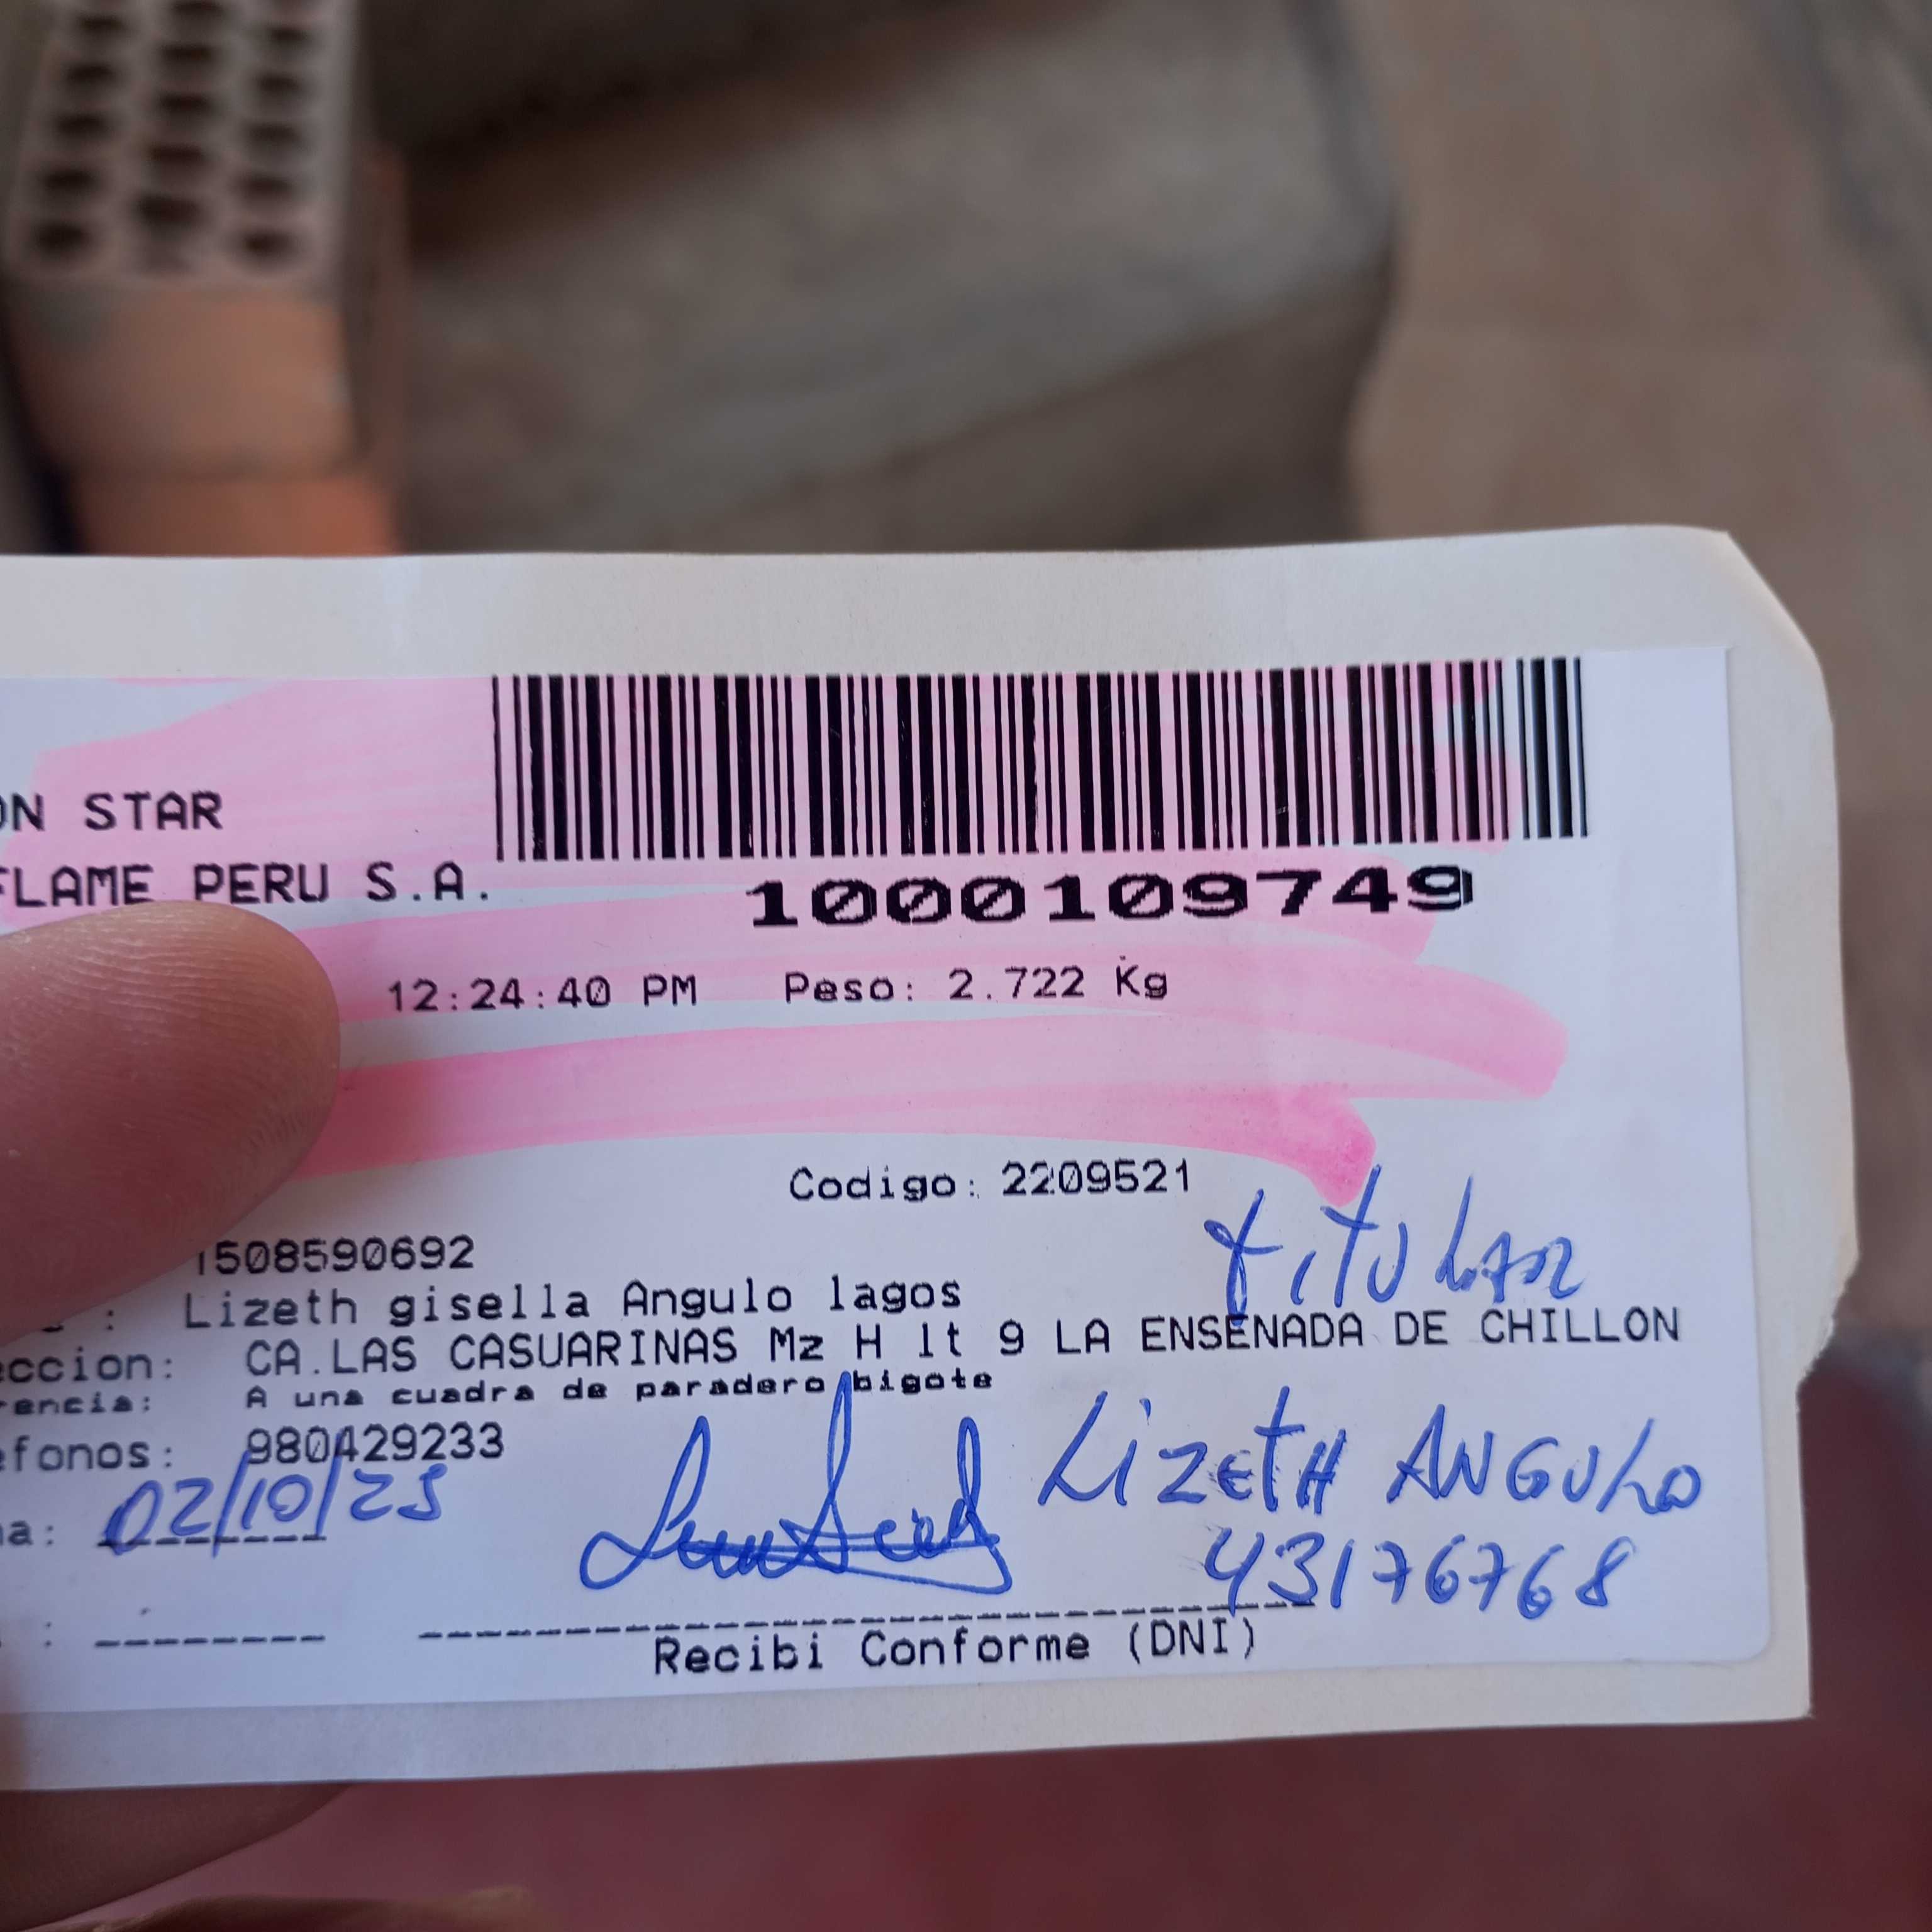 ON STAR
FLAME PERU S.A.
1000109749
12:24:40 PM Peso: 2.722 Kg
Codigo: 2209521
1508590692
TITULAR
: Lizeth gisella Angulo lagos
eccion: CA.LAS CASUARINAS Mz H lt 9 LA ENSENADA DE CHILLON
rencia: A una cuadra de paradero bigote
efonos: 980429233
LIZETH ANGULO
ha: 02/10/25
43176768
: --------
Recibi Conforme (DNI)